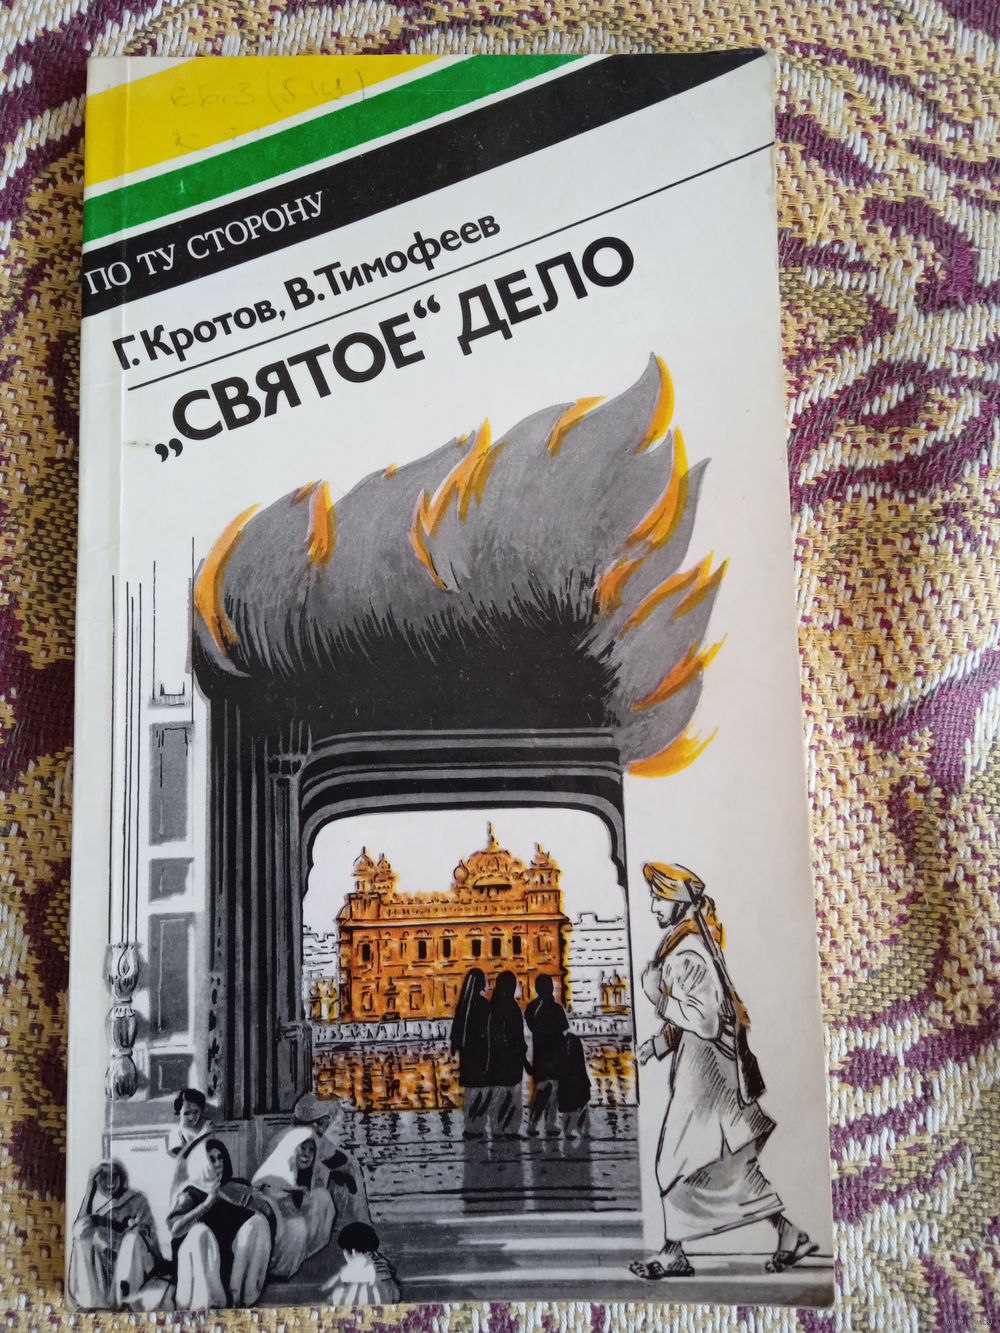 ПО ТУ СТОРОНУ
Г. Кротов, В. Тимофеев
„СВЯТОЕ“ ДЕЛО